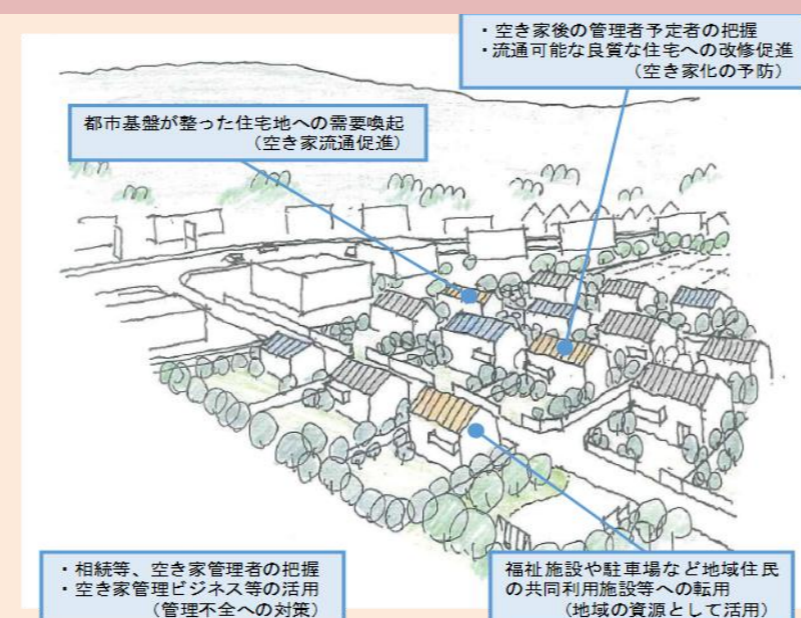 ・空き家後の管理者予定者の把握
・流通可能な良質な住宅への改修促進
（空き家化の予防）
都市基盤が整った住宅地への需要喚起
（空き家流通促進）
・相続等、空き家管理者の把握
・空き家管理ビジネス等の活用
（管理不全への対策）
福祉施設や駐車場など地域住民
の共同利用施設等への転用
（地域の資源として活用）